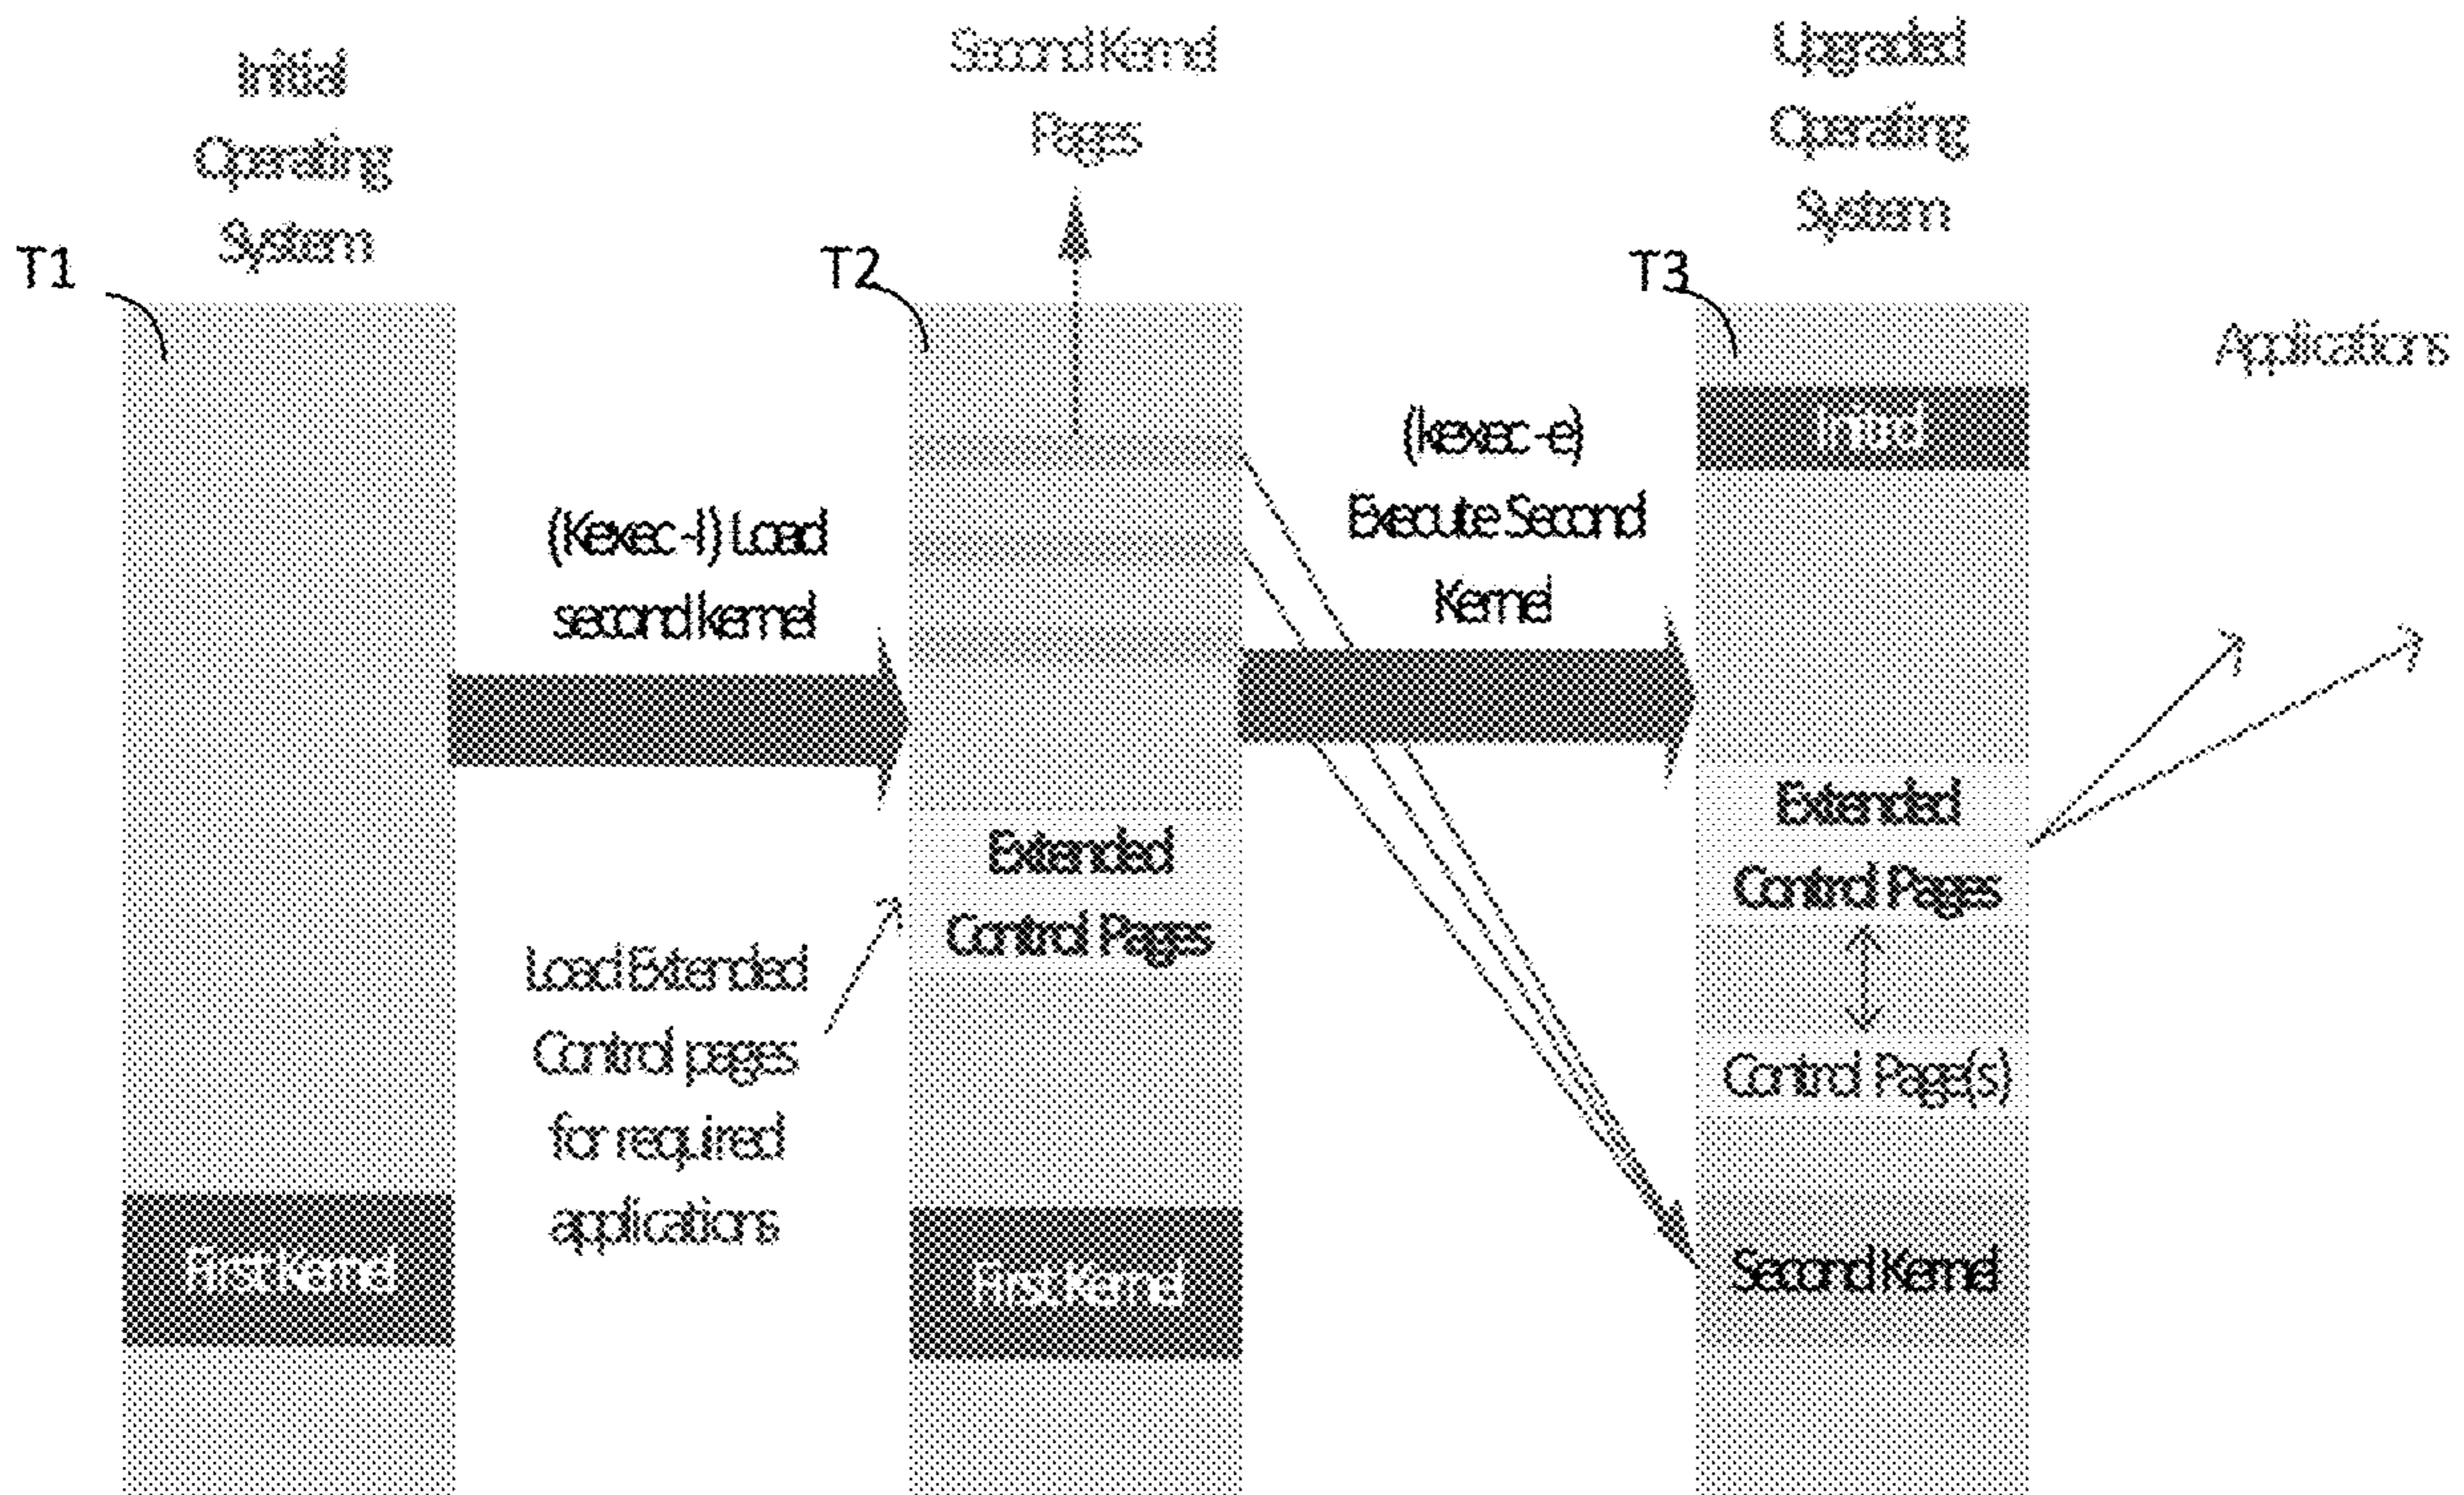 Initial
Operating
System
T1
Second Kernel
Pages
T2
Upgraded
Operating
System
T3
Applications
(Kexec -l) Load
second kernel
(kexec -e)
Execute Second
Kernel
Initrd
Load Extended
Control pages
for required
applications
Extended
Control Pages
Extended
Control Pages
Control Page(s)
First Kernel
First Kernel
Second Kernel